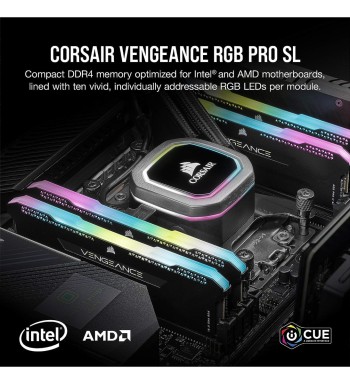 CORSAIR VENGEANCE RGB PRO SL
Compact DDR4 memory optimized for Intel® and AMD motherboards,
lined with ten vivid, individually addressable RGB LEDs per module.
CORSAIR
VENGEANCE
VENGEANCE
intel
AMD
iCUE